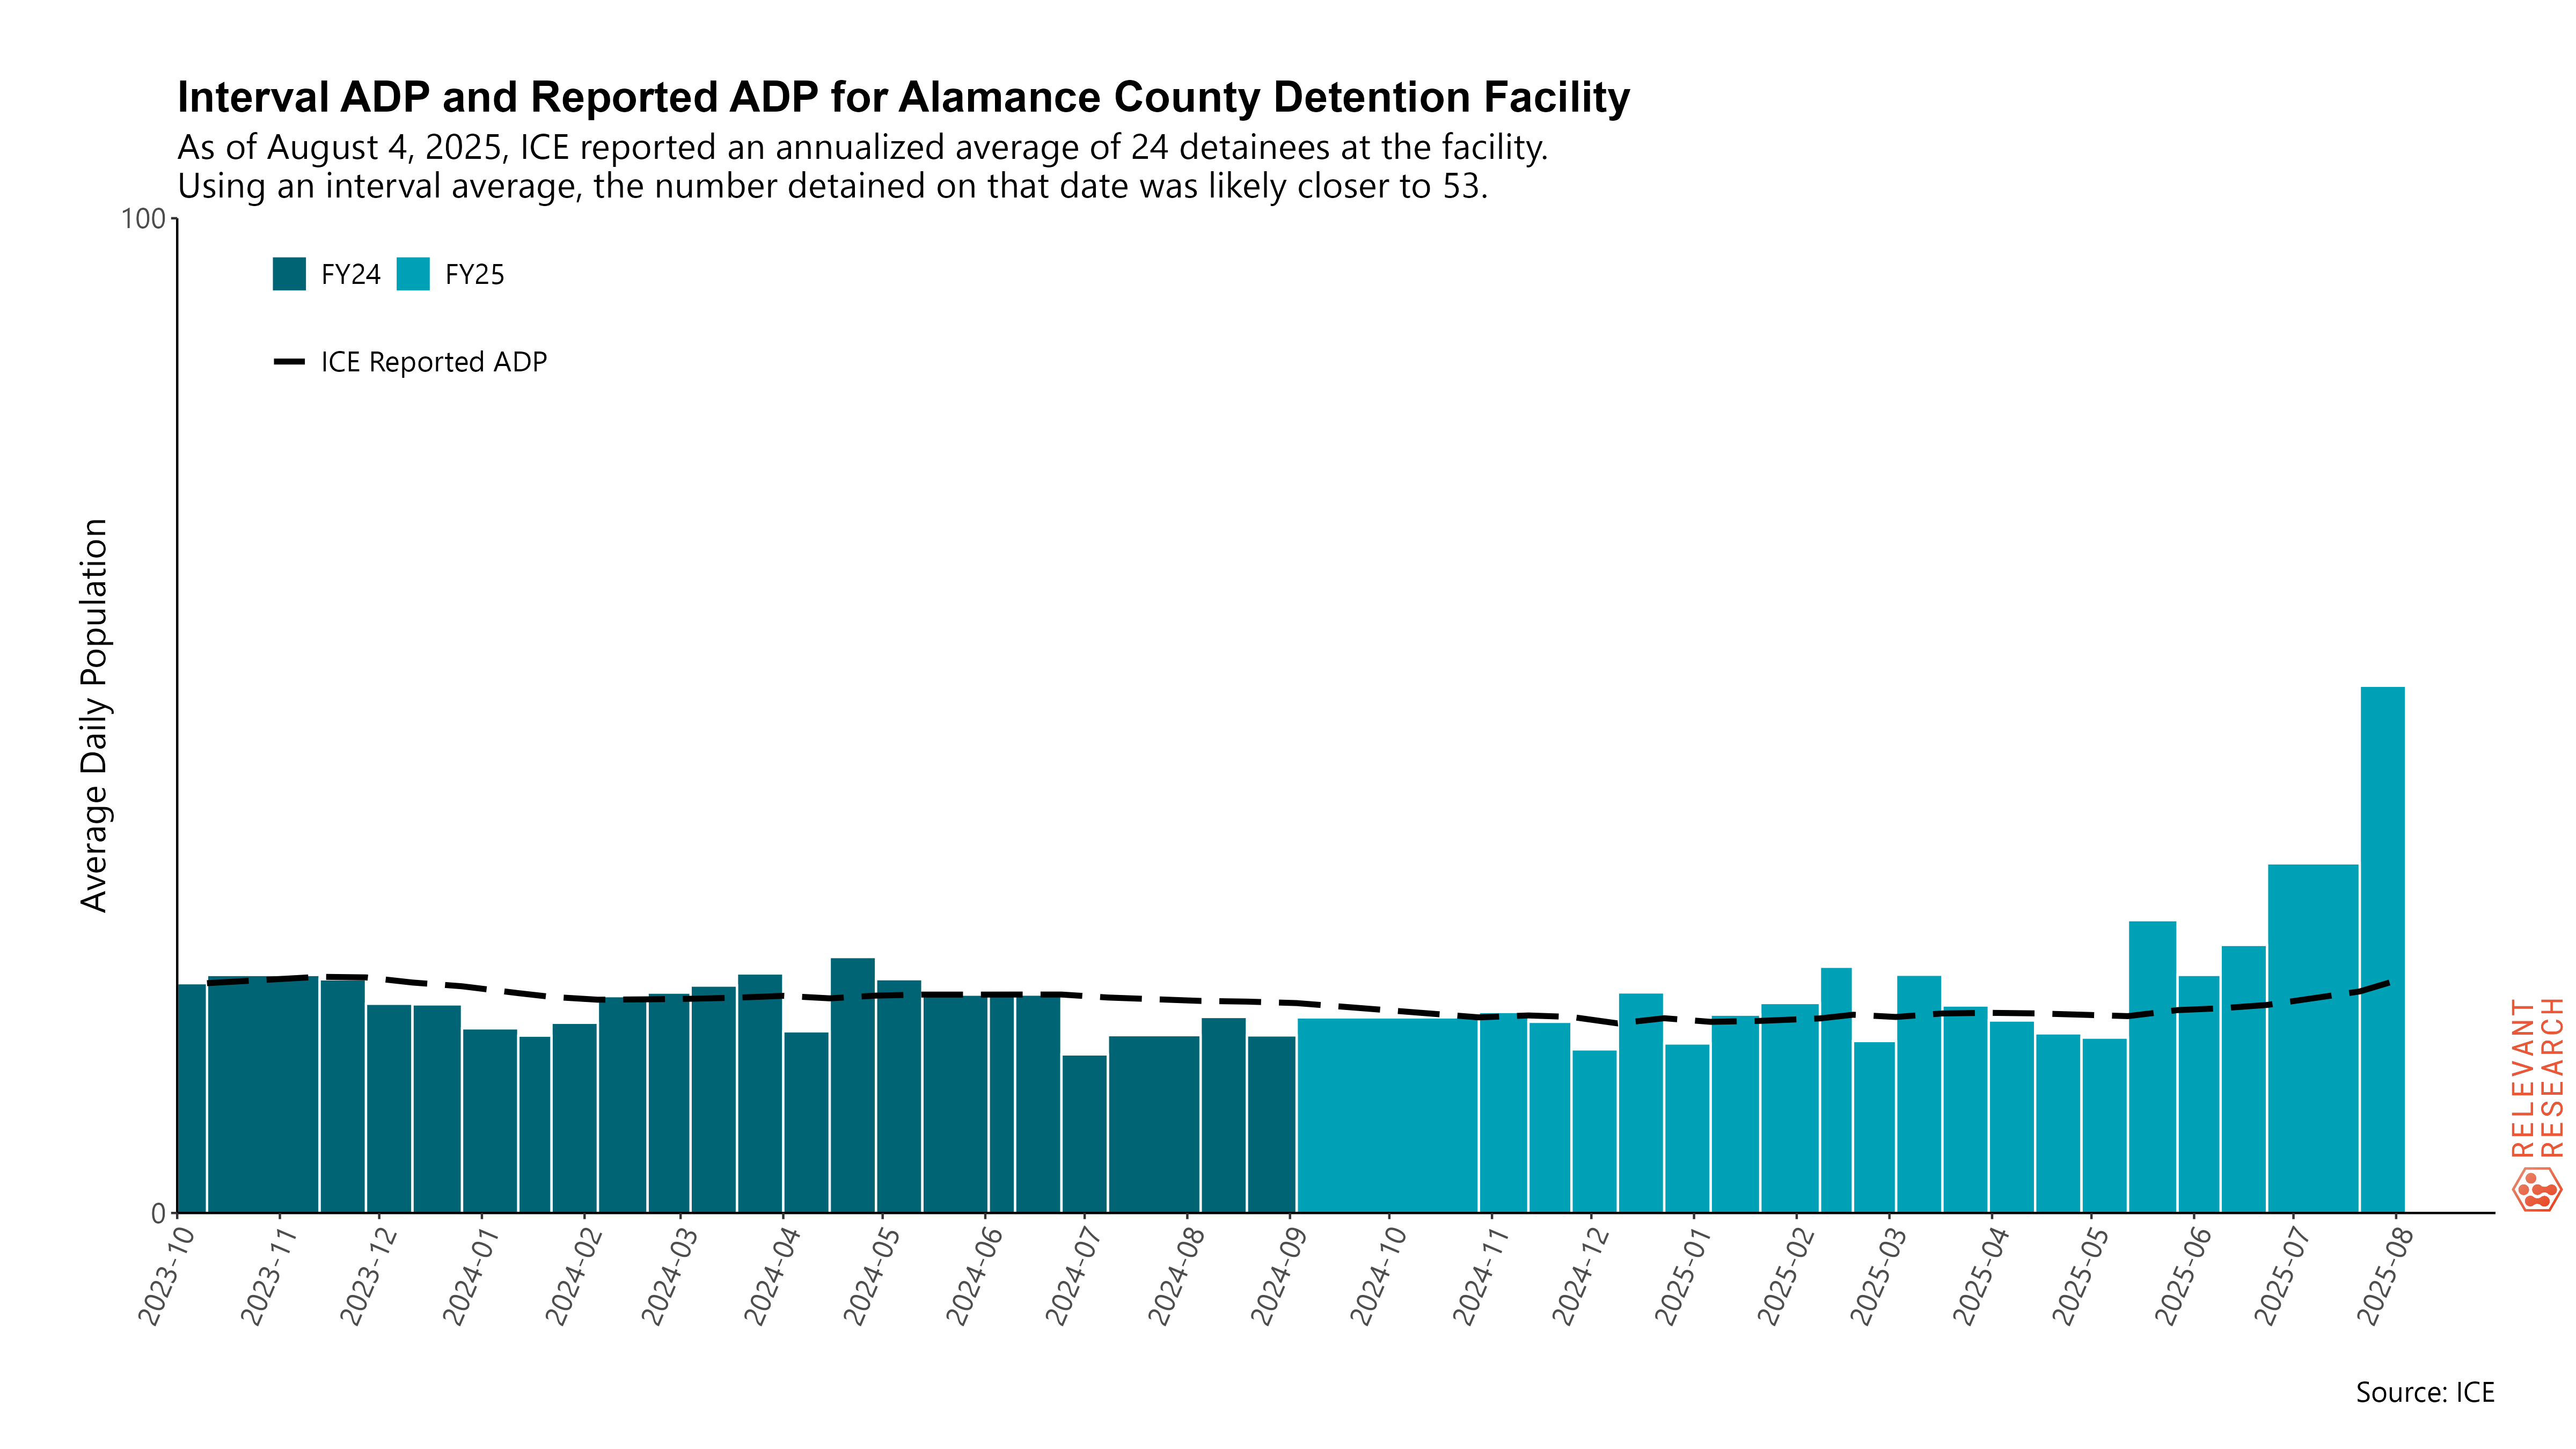 Interval ADP and Reported ADP for Alamance County Detention Facility
As of August 4, 2025, ICE reported an annualized average of 24 detainees at the facility.
Using an interval average, the number detained on that date was likely closer to 53.
100
FY24
FY25
ICE Reported ADP
Average Daily Population
0
2023-10
2023-11
2023-12
2024-01
2024-02
2024-03
2024-04
2024-05
2024-06
2024-07
2024-08
2024-09
2024-10
2024-11
2024-12
2025-01
2025-02
2025-03
2025-04
2025-05
2025-06
2025-07
2025-08
RELEVANT
RESEARCH
Source: ICE